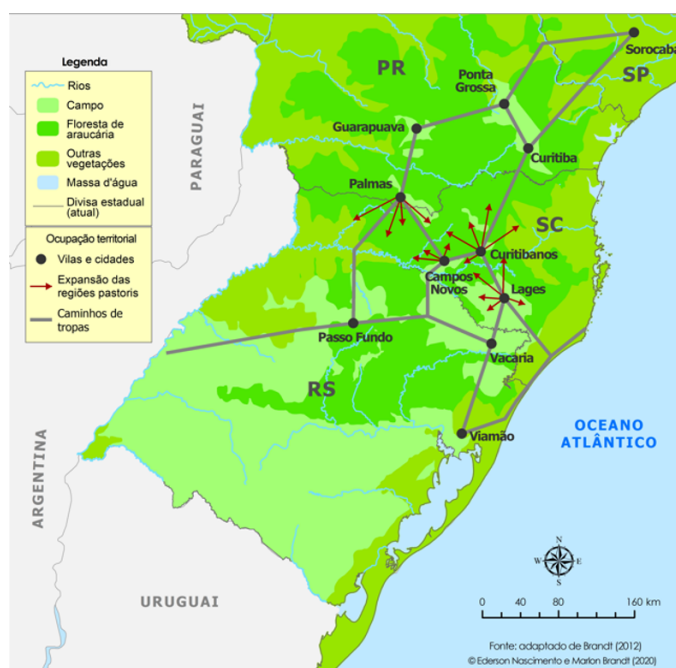 Legenda
Rios
Campo
Floresta de
araucária
Outras
vegetações
Massa d'água
Divisa estadual
(atual)
Ocupação territorial
Vilas e cidades
Expansão das
regiões pastoris
Caminhos de
tropas
PARAGUAI
ARGENTINA
URUGUAI
PR
SP
SC
RS
Sorocaba
Ponta
Grossa
Guarapuava
Curitiba
Palmas
Curitibanos
Campos
Novos
Lages
Passo Fundo
Vacaria
Viamão
OCEANO
ATLÂNTICO
N
W
E
S
0 40 80 160 km
Fonte: adaptado de Brandt (2012)
© Ederson Nascimento e Marlon Brandt (2020)